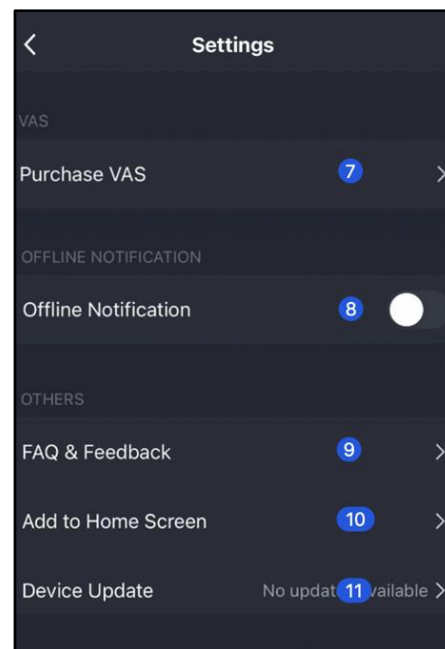 Settings
VAS
Purchase VAS 7
OFFLINE NOTIFICATION
Offline Notification 8
OTHERS
FAQ & Feedback 9
Add to Home Screen 10
Device Update No updat 11 vailable